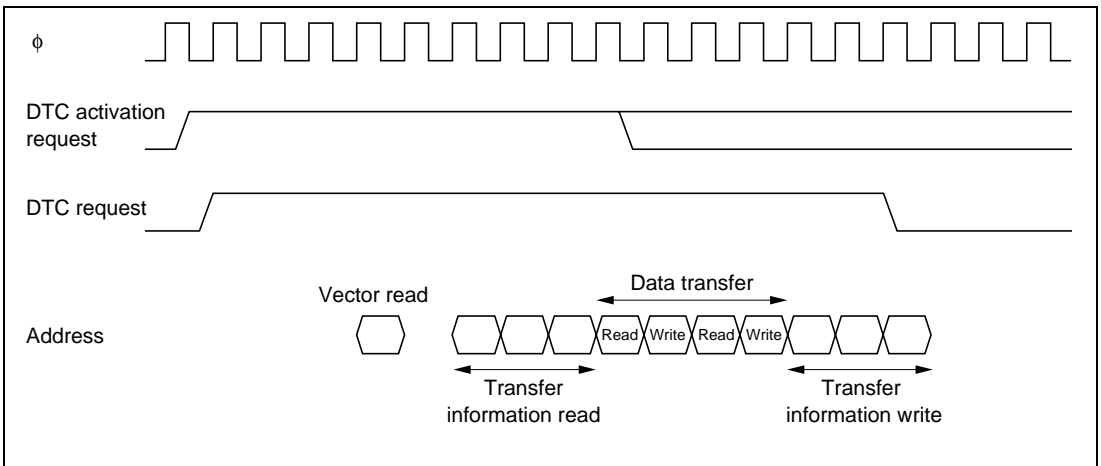 ϕ
DTC activation
request
DTC request
Data transfer
Vector read
Address
Read Write Read Write
Transfer
information read
Transfer
information write